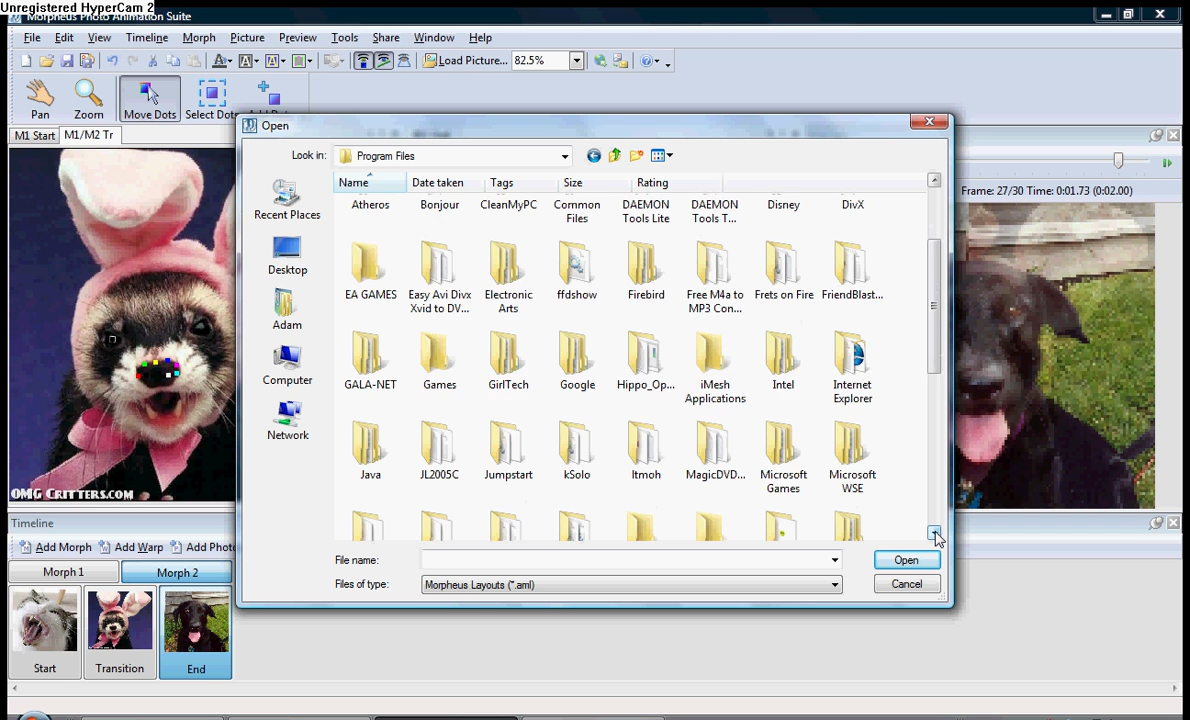 Unregistered HyperCam 2
Morpheus Photo Animation Suite
File Edit View Timeline Morph Picture Preview Tools Share Window Help
Load Picture... 82.5%
Pan Zoom Move Dots Select Dots
M1 Start M1/M2 Tr
Open
Look in: Program Files
Name Date taken Tags Size Rating
Frame: 27/30 Time: 0:01.73 (0:02.00)
Recent Places
Desktop
Adam
Computer
Network
Atheros Bonjour CleanMyPC Common Files DAEMON Tools Lite DAEMON Tools T... Disney DivX
EA GAMES Easy Avi Divx Xvid to DV... Electronic Arts ffdshow Firebird Free M4a to MP3 Con... Frets on Fire FriendBlast...
GALA-NET Games GirlTech Google Hippo_Op... iMesh Applications Intel Internet Explorer
Java JL2005C Jumpstart kSolo ltmoh MagicDVD... Microsoft Games Microsoft WSE
OMG CRITTERS.COM
File name: Open
Files of type: Morpheus Layouts (*.aml) Cancel
Timeline
Add Morph Add Warp Add Photo
Morph 1 Morph 2
Start Transition End